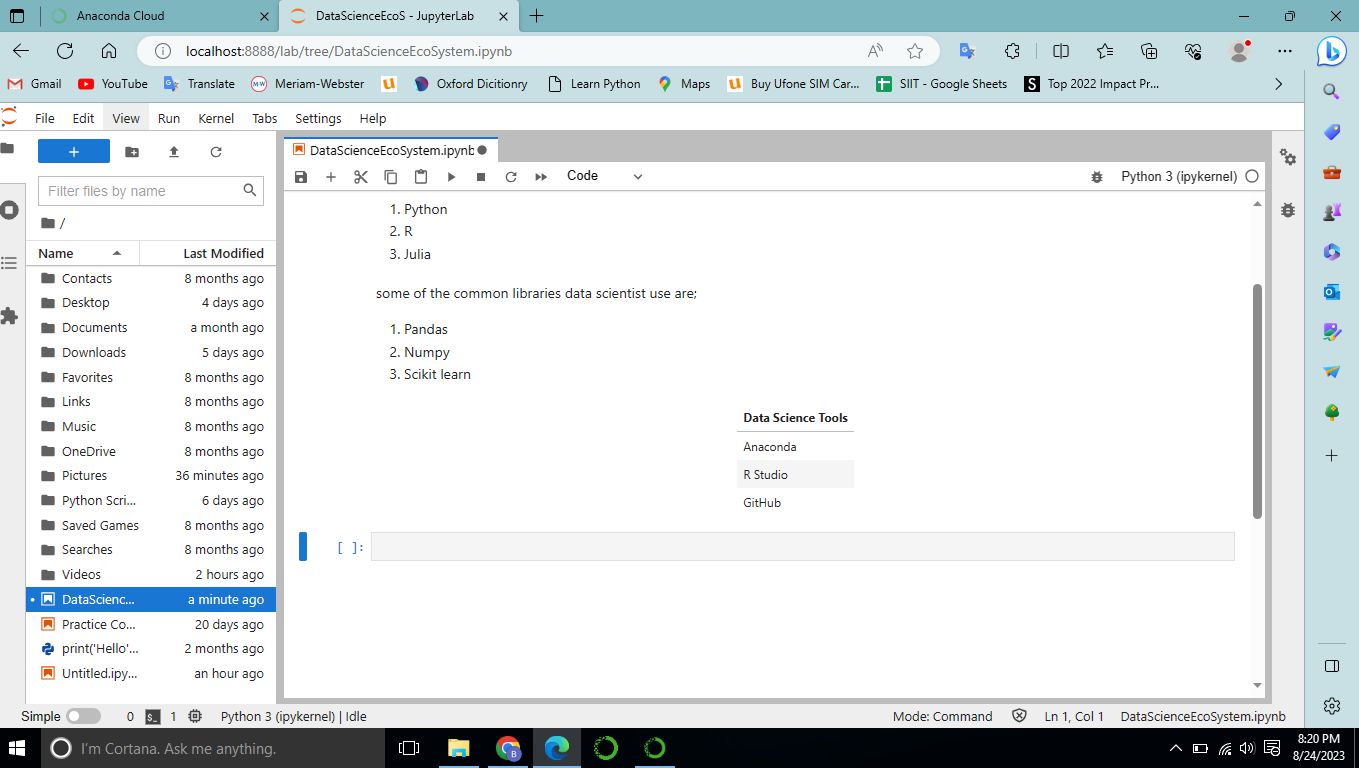 Anaconda Cloud
DataScienceEcoS - JupyterLab
localhost:8888/lab/tree/DataScienceEcoSystem.ipynb
Gmail YouTube Translate Meriam-Webster Oxford Dicitionry Learn Python Maps Buy Ufone SIM Car... SIIT - Google Sheets Top 2022 Impact Pr...
File Edit View Run Kernel Tabs Settings Help
DataScienceEcoSystem.ipynb
Code
Python 3 (ipykernel)
Filter files by name
/
Name Last Modified
Contacts 8 months ago
Desktop 4 days ago
Documents a month ago
Downloads 5 days ago
Favorites 8 months ago
Links 8 months ago
Music 8 months ago
OneDrive 8 months ago
Pictures 36 minutes ago
Python Scri... 6 days ago
Saved Games 8 months ago
Searches 8 months ago
Videos 2 hours ago
DataScienc... a minute ago
Practice Co... 20 days ago
print('Hello'... 2 months ago
Untitled.ipy... an hour ago
1. Python
2. R
3. Julia
some of the common libraries data scientist use are;
1. Pandas
2. Numpy
3. Scikit learn
Data Science Tools
Anaconda
R Studio
GitHub
[ ]:
Simple 0 $_ 1 Python 3 (ipykernel) | Idle
Mode: Command Ln 1, Col 1 DataScienceEcoSystem.ipynb
I'm Cortana. Ask me anything.
8:20 PM
8/24/2023